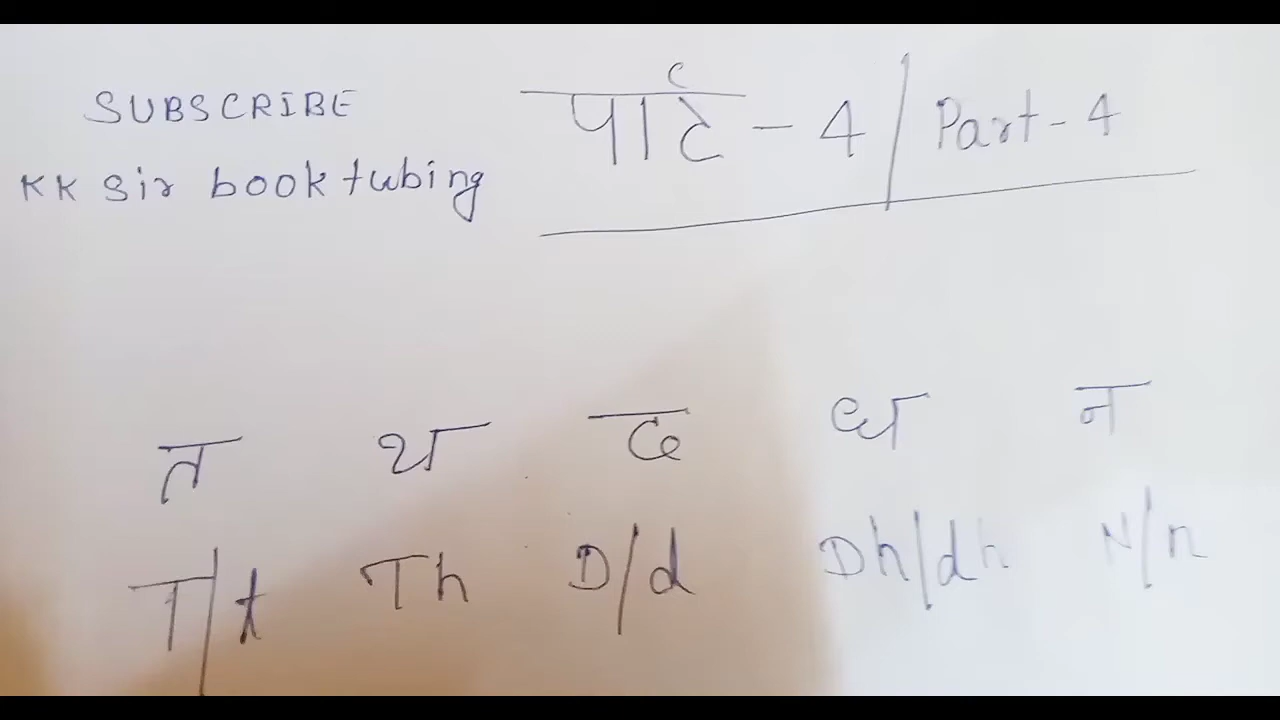 SUBSCRIBE
KK Sir booktubing
पार्ट - 4 / Part - 4
त थ द ध न
T/t Th D/d Dh/dh N/n